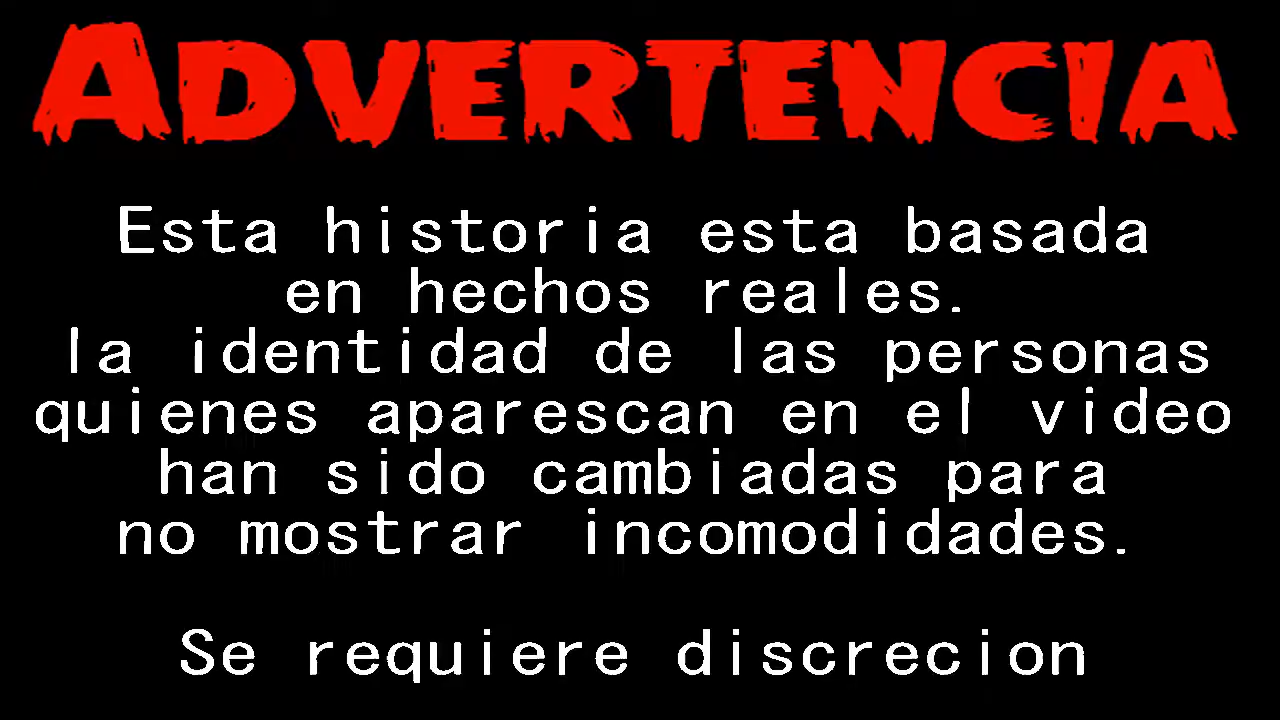 ADVERTENCIA
Esta historia esta basada
en hechos reales.
la identidad de las personas
quienes aparescan en el video
han sido cambiadas para
no mostrar incomodidades.
Se requiere discrecion